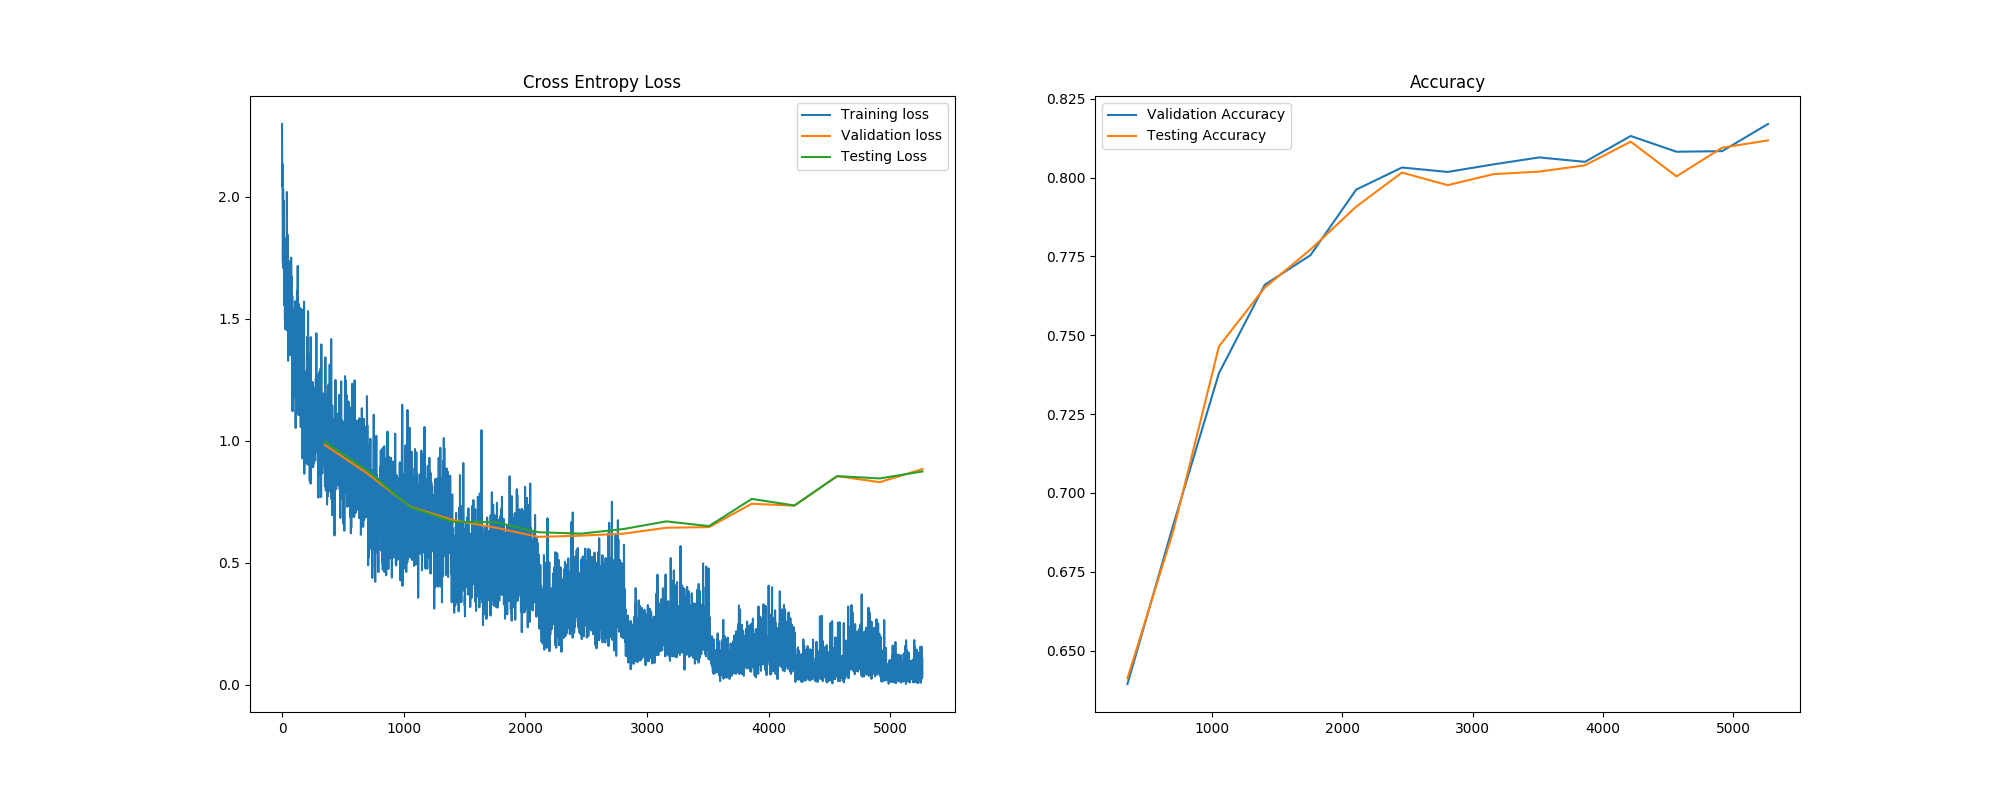 Cross Entropy Loss
Training loss
Validation loss
Testing Loss
2.0
1.5
1.0
0.5
0.0
0 1000 2000 3000 4000 5000
Accuracy
Validation Accuracy
Testing Accuracy
0.825
0.800
0.775
0.750
0.725
0.700
0.675
0.650
1000 2000 3000 4000 5000